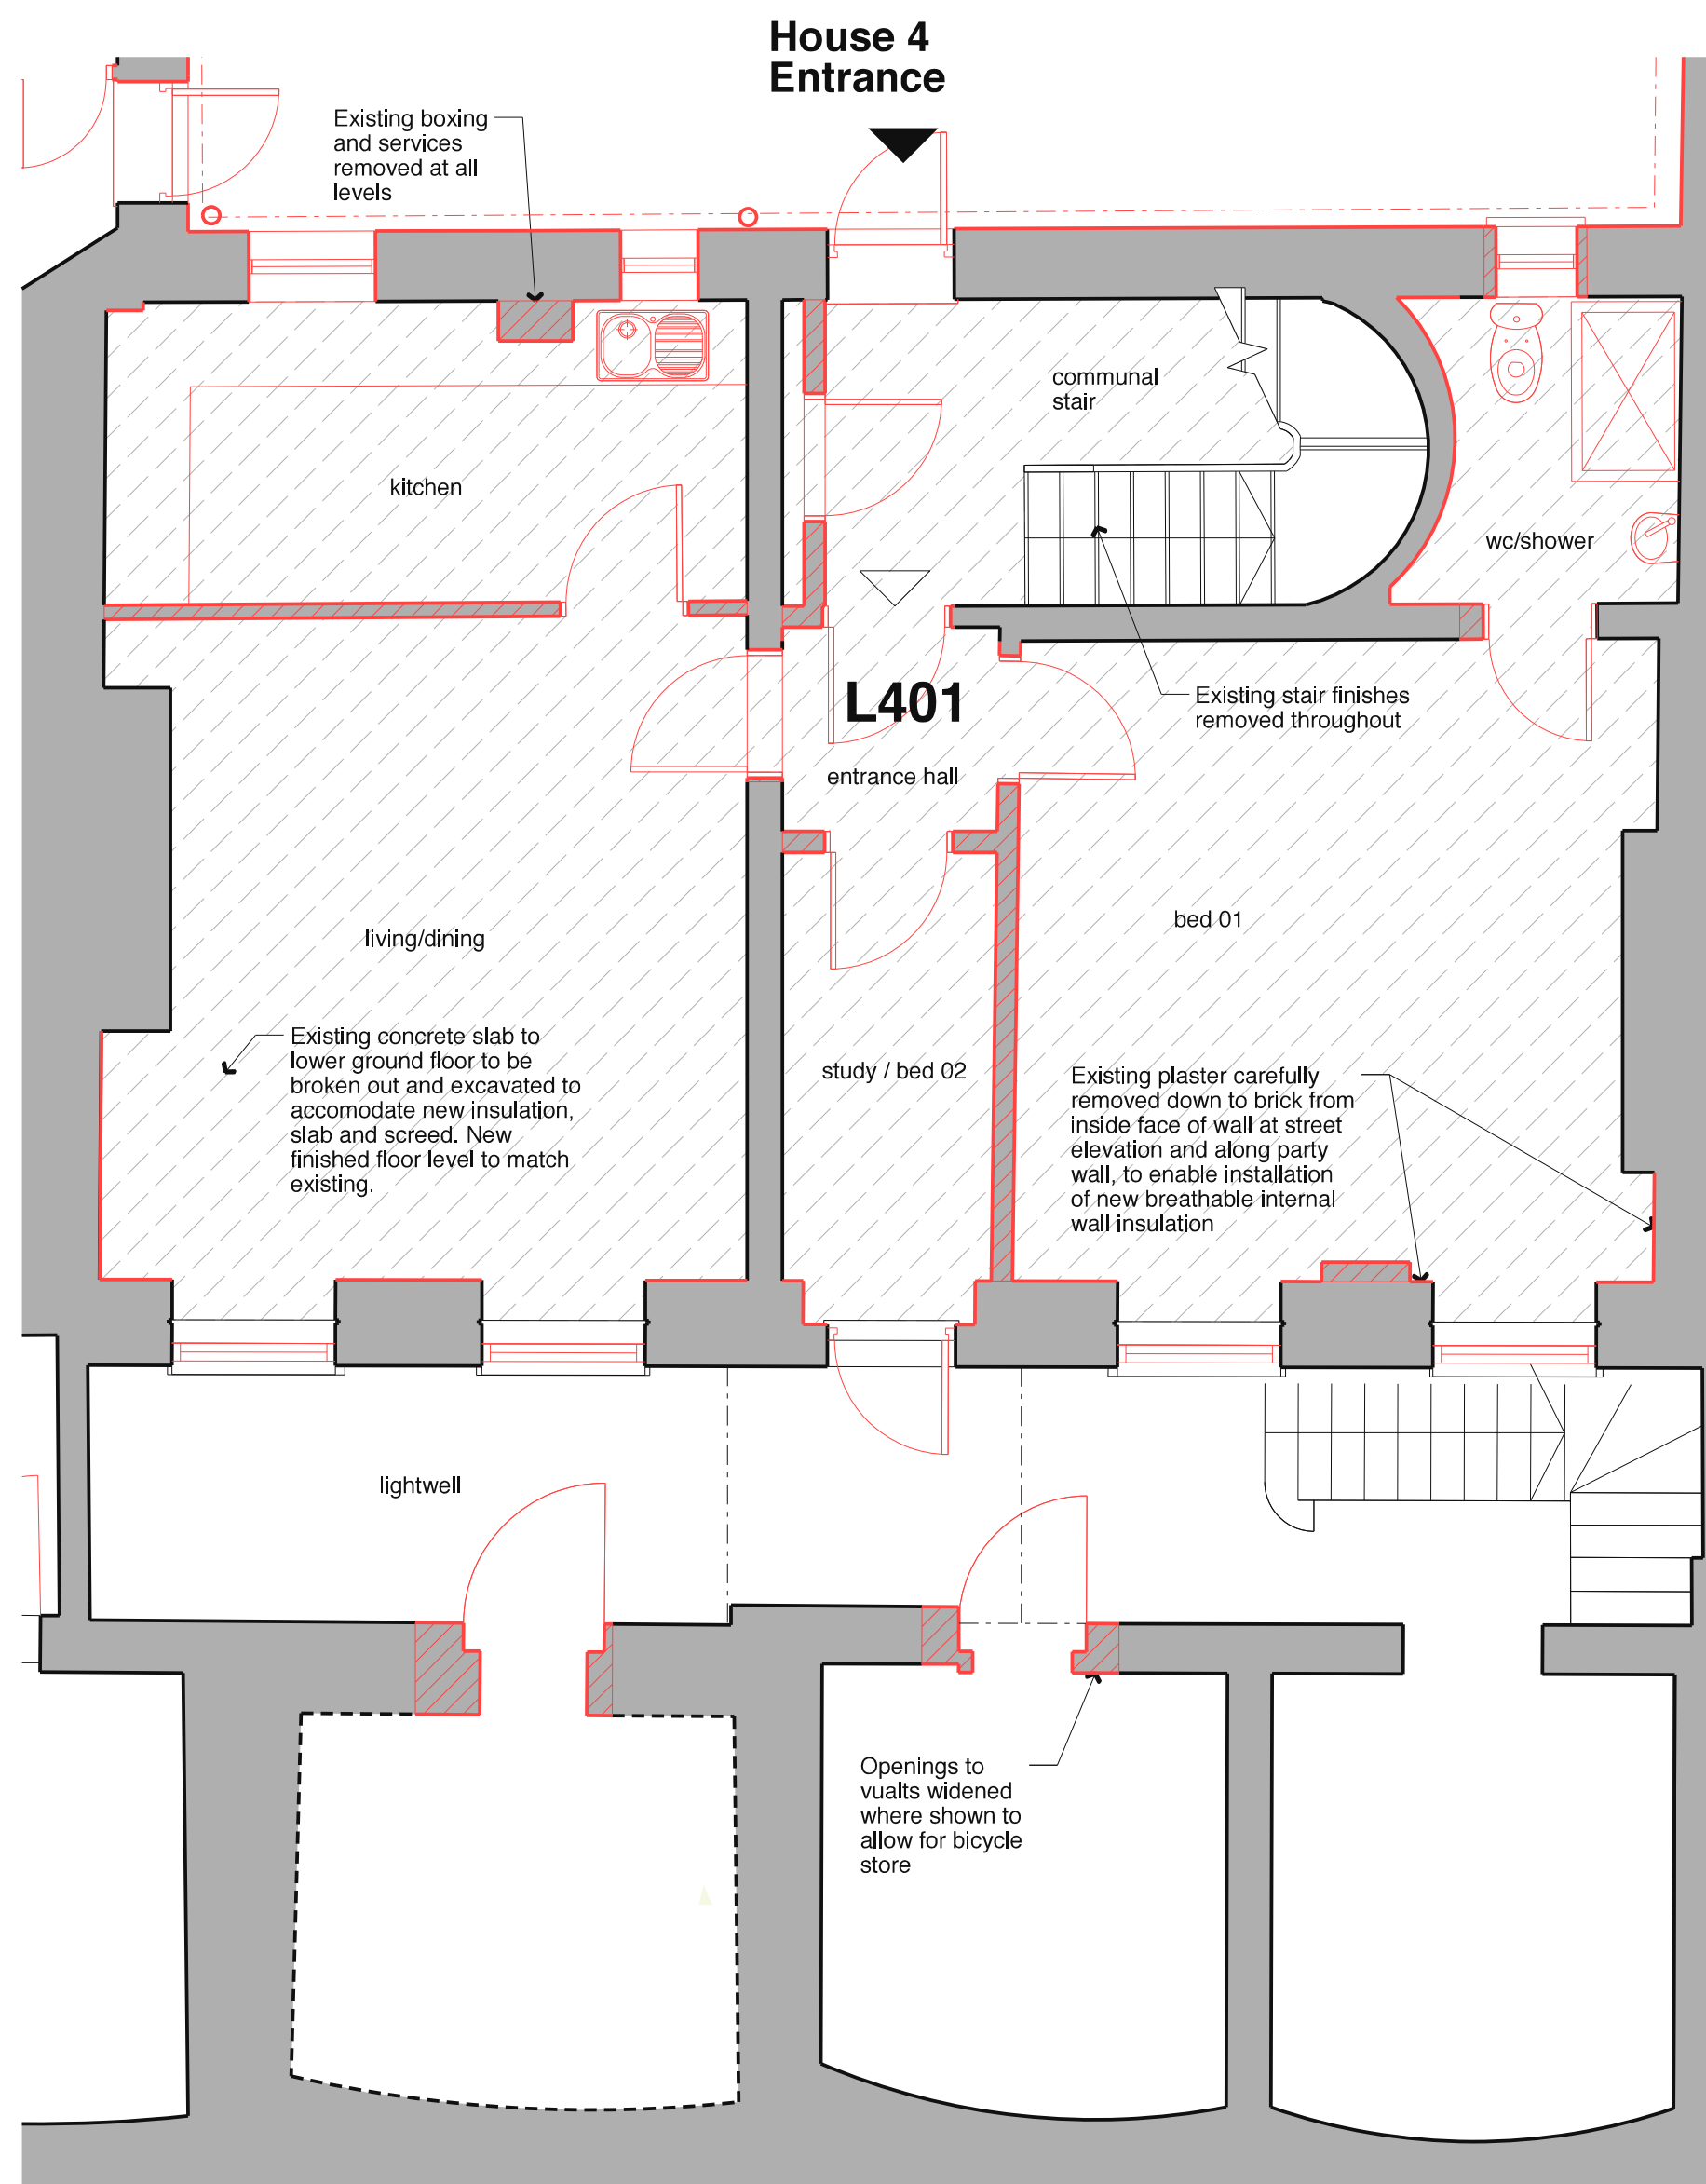 House 4
Entrance
Existing boxing
and services
removed at all
levels
communal
stair
kitchen
wc/shower
L401
Existing stair finishes
removed throughout
entrance hall
bed 01
living/dining
Existing concrete slab to
lower ground floor to be
broken out and excavated to
accomodate new insulation,
slab and screed. New
finished floor level to match
existing.
study / bed 02
Existing plaster carefully
removed down to brick from
inside face of wall at street
elevation and along party
wall, to enable installation
of new breathable internal
wall insulation
lightwell
Openings to
vualts widened
where shown to
allow for bicycle
store